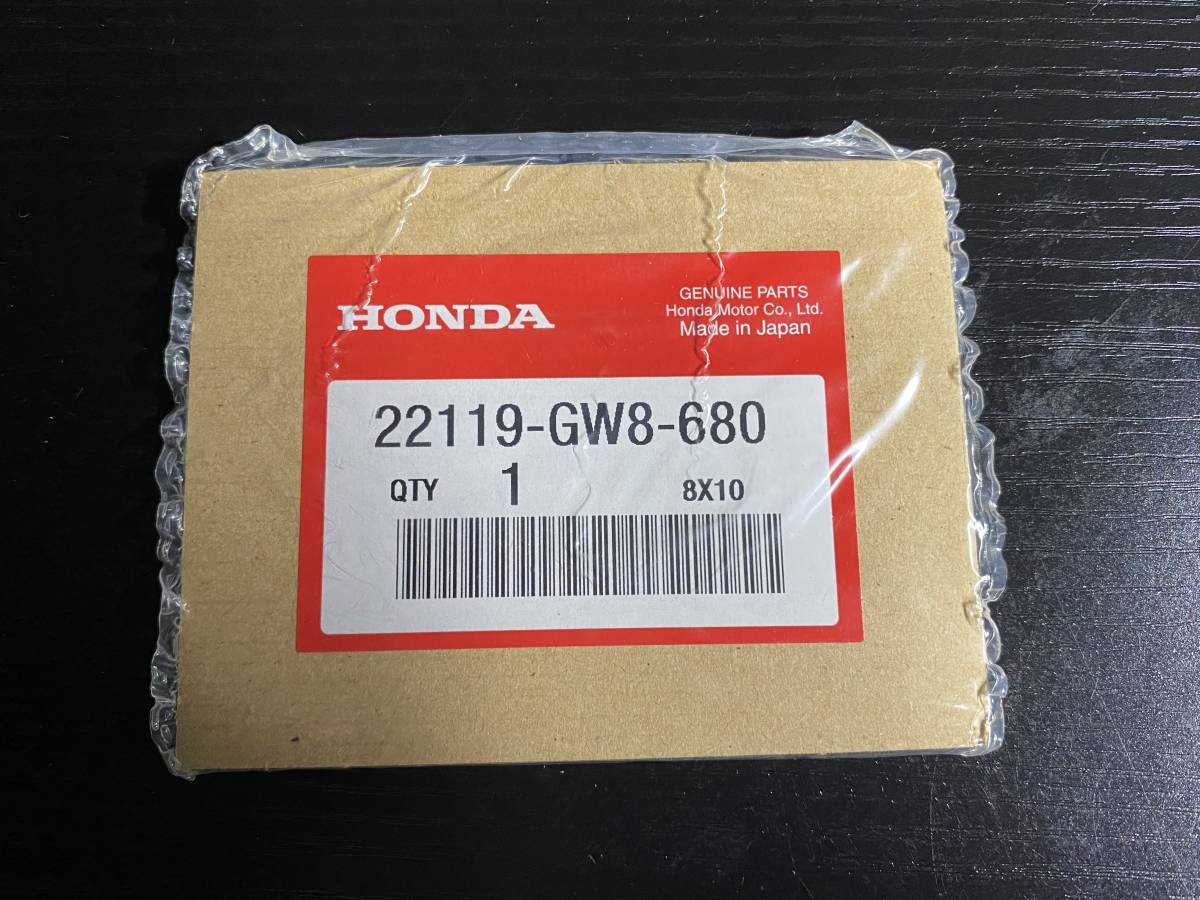 HONDA
GENUINE PARTS
Honda Motor Co., Ltd.
Made in Japan
22119-GW8-680
QTY 1 8X10